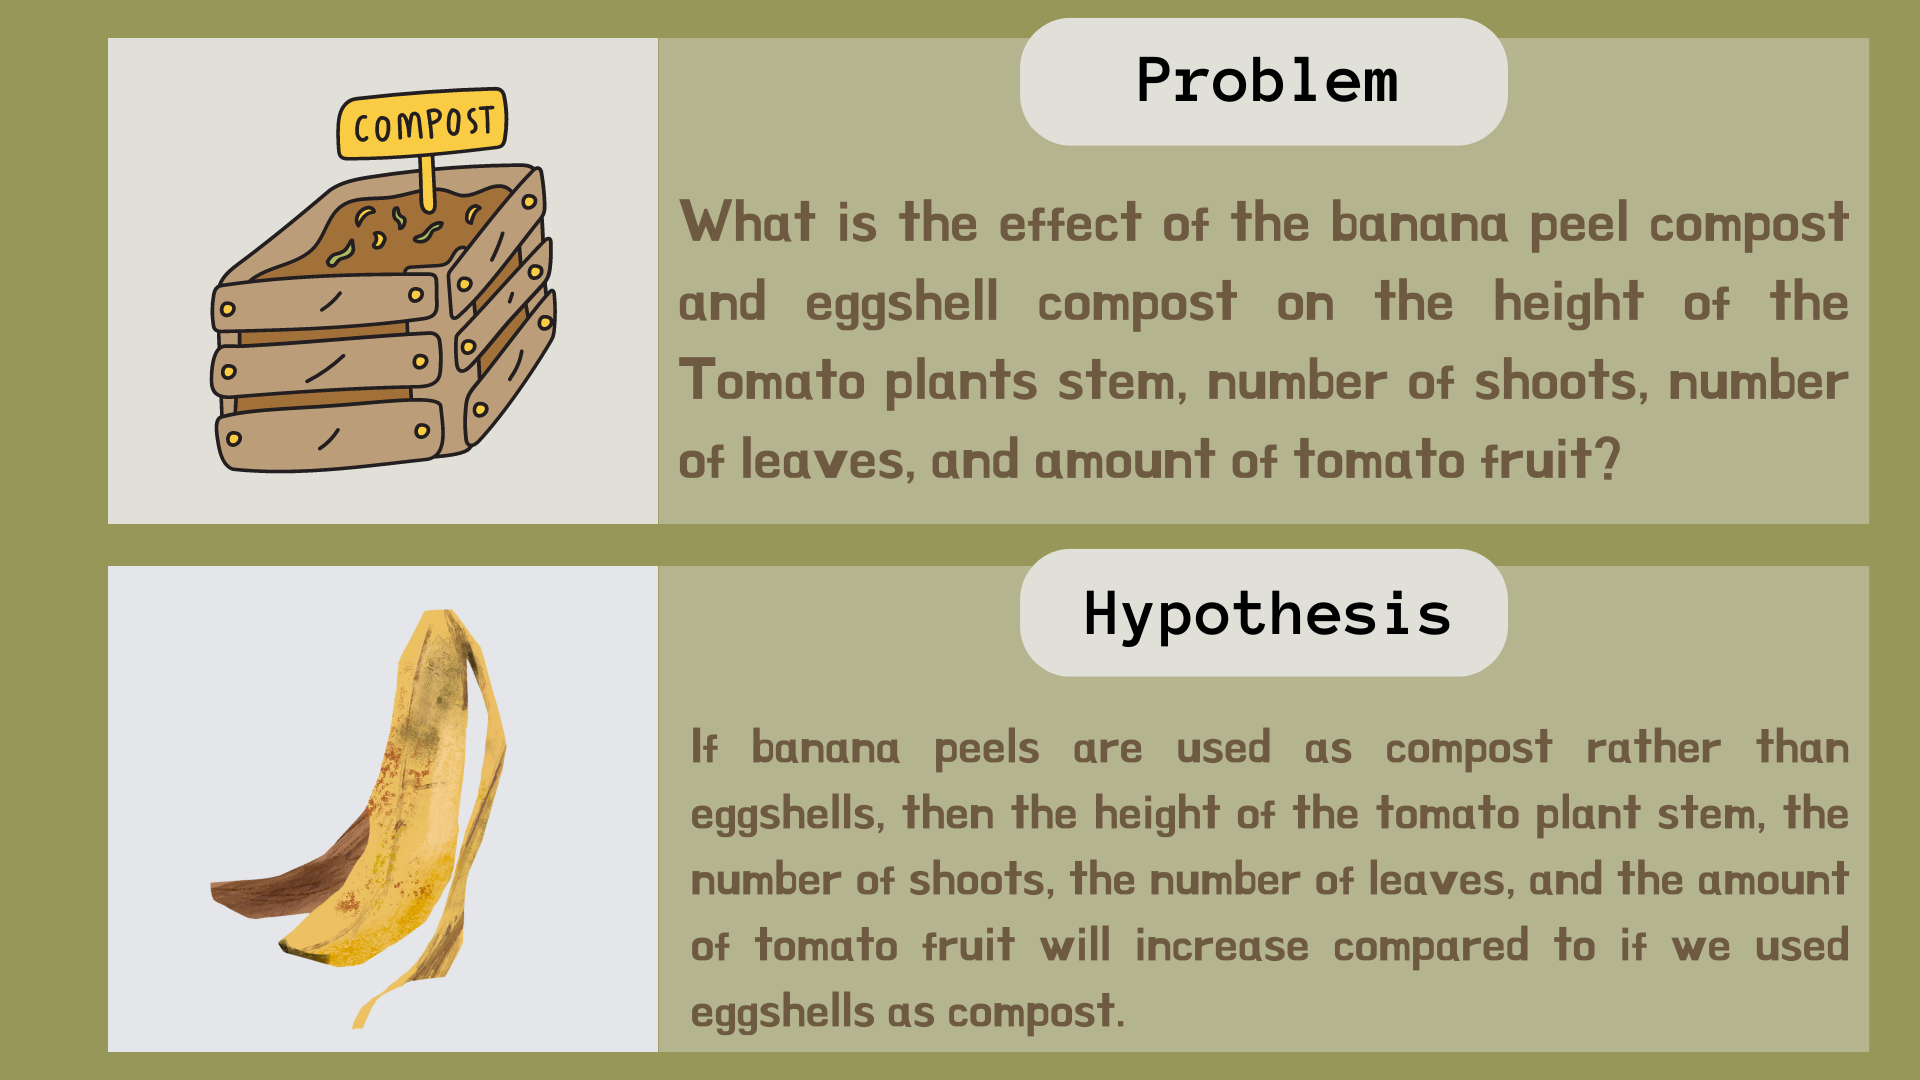 COMPOST
Problem
What is the effect of the banana peel compost
and eggshell compost on the height of the
Tomato plants stem, number of shoots, number
of leaves, and amount of tomato fruit?
Hypothesis
If banana peels are used as compost rather than
eggshells, then the height of the tomato plant stem, the
number of shoots, the number of leaves, and the amount
of tomato fruit will increase compared to if we used
eggshells as compost.